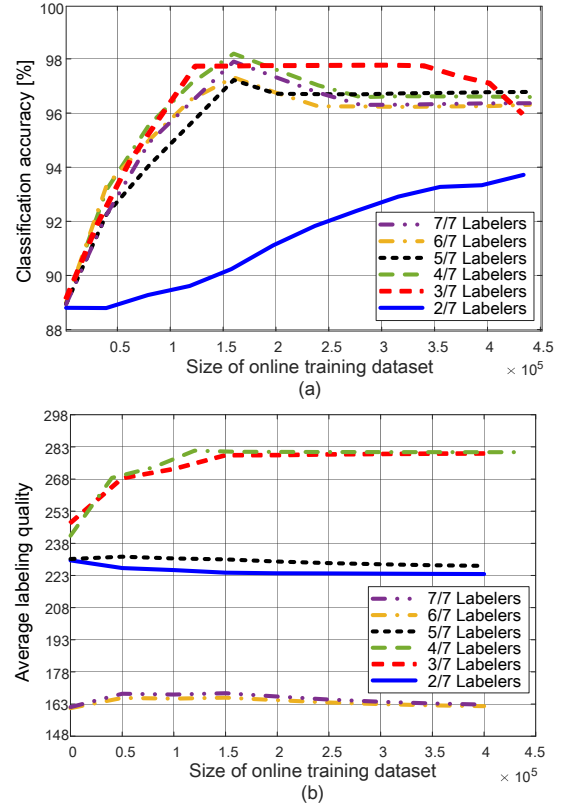 100
98
96
94
92
90
88
Classification accuracy [%]
7/7 Labelers
6/7 Labelers
5/7 Labelers
4/7 Labelers
3/7 Labelers
2/7 Labelers
0.5 1 1.5 2 2.5 3 3.5 4 4.5
Size of online training dataset
× 10⁵
(a)
298
283
268
253
238
223
208
193
178
163
148
Average labeling quality
7/7 Labelers
6/7 Labelers
5/7 Labelers
4/7 Labelers
3/7 Labelers
2/7 Labelers
0 0.5 1 1.5 2 2.5 3 3.5 4 4.5
Size of online training dataset
× 10⁵
(b)